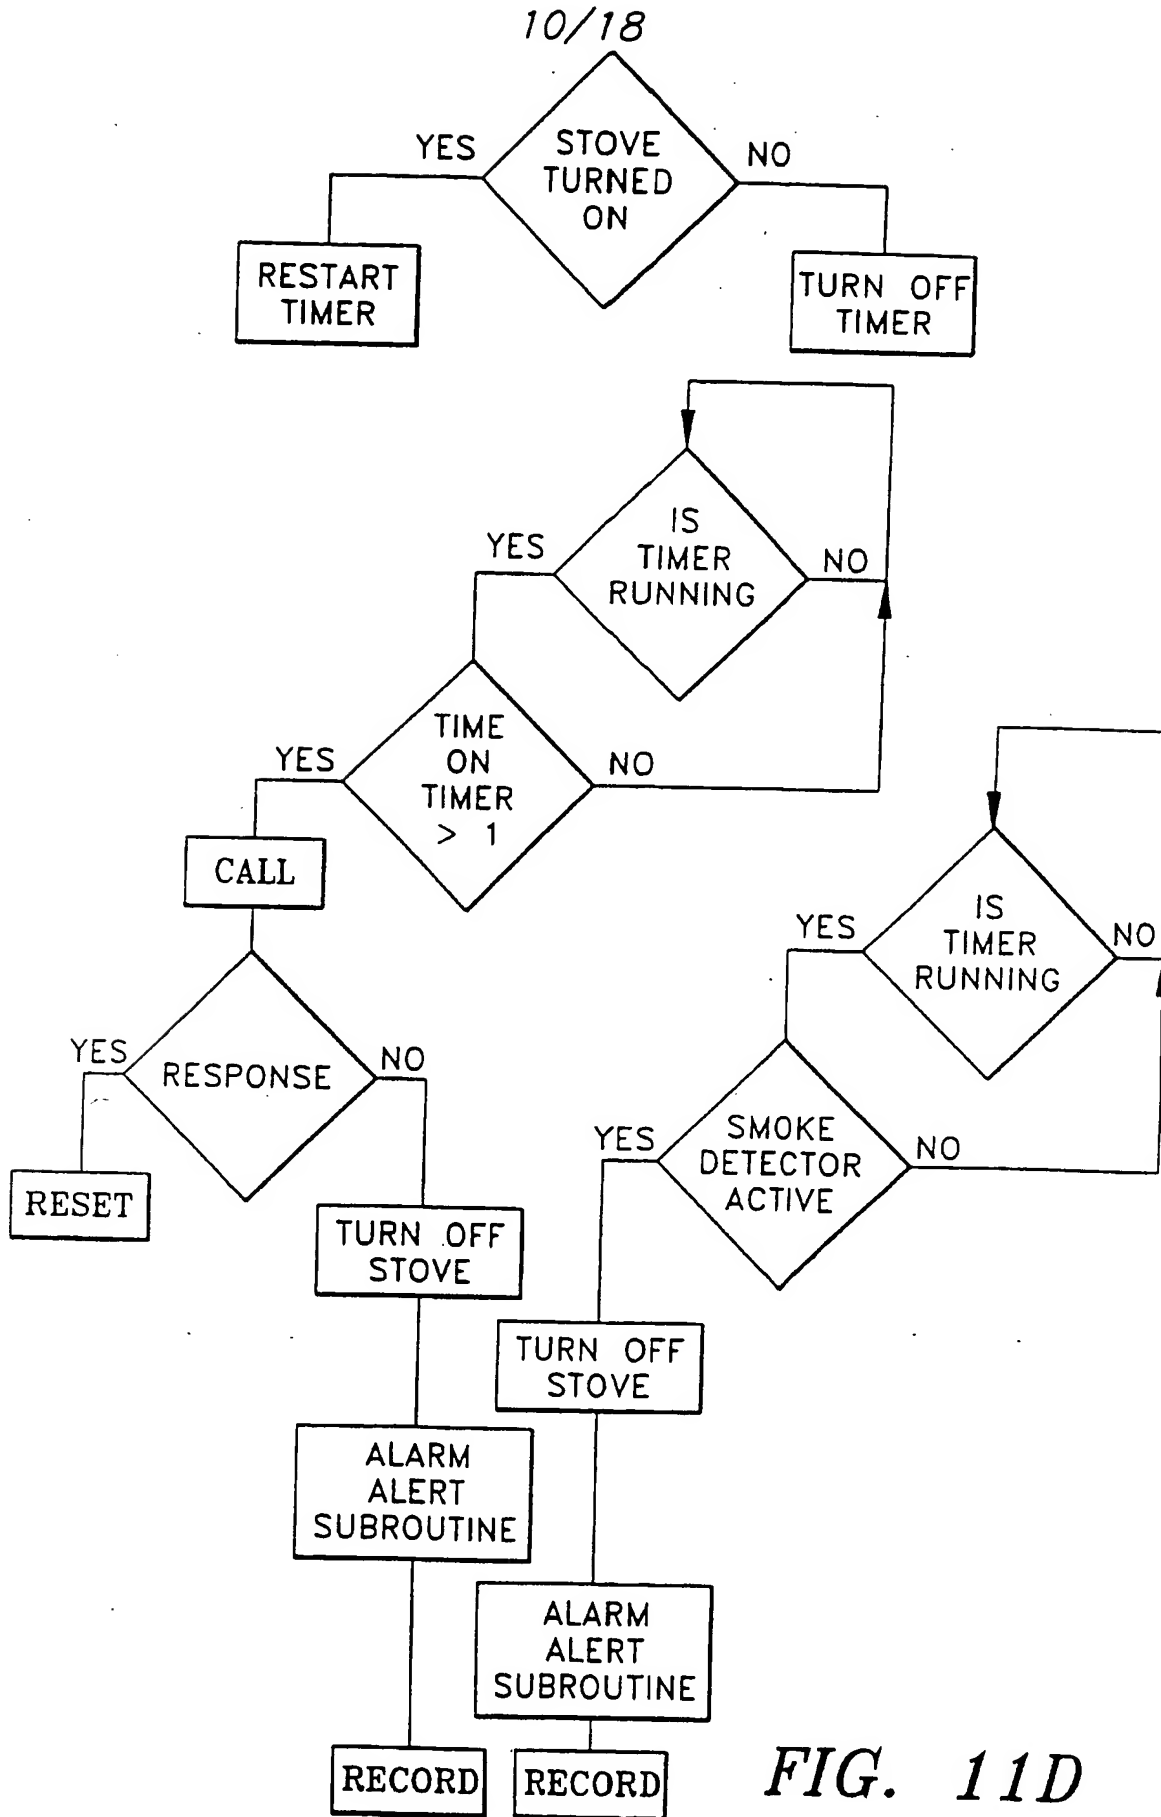 10/18
STOVE
TURNED
ON
YES
NO
RESTART
TIMER
TURN OFF
TIMER
IS
TIMER
RUNNING
YES
NO
TIME
ON
TIMER
> 1
YES
NO
CALL
RESPONSE
YES
NO
RESET
TURN OFF
STOVE
ALARM
ALERT
SUBROUTINE
RECORD
IS
TIMER
RUNNING
YES
NO
SMOKE
DETECTOR
ACTIVE
YES
NO
TURN OFF
STOVE
ALARM
ALERT
SUBROUTINE
RECORD
FIG. 11D